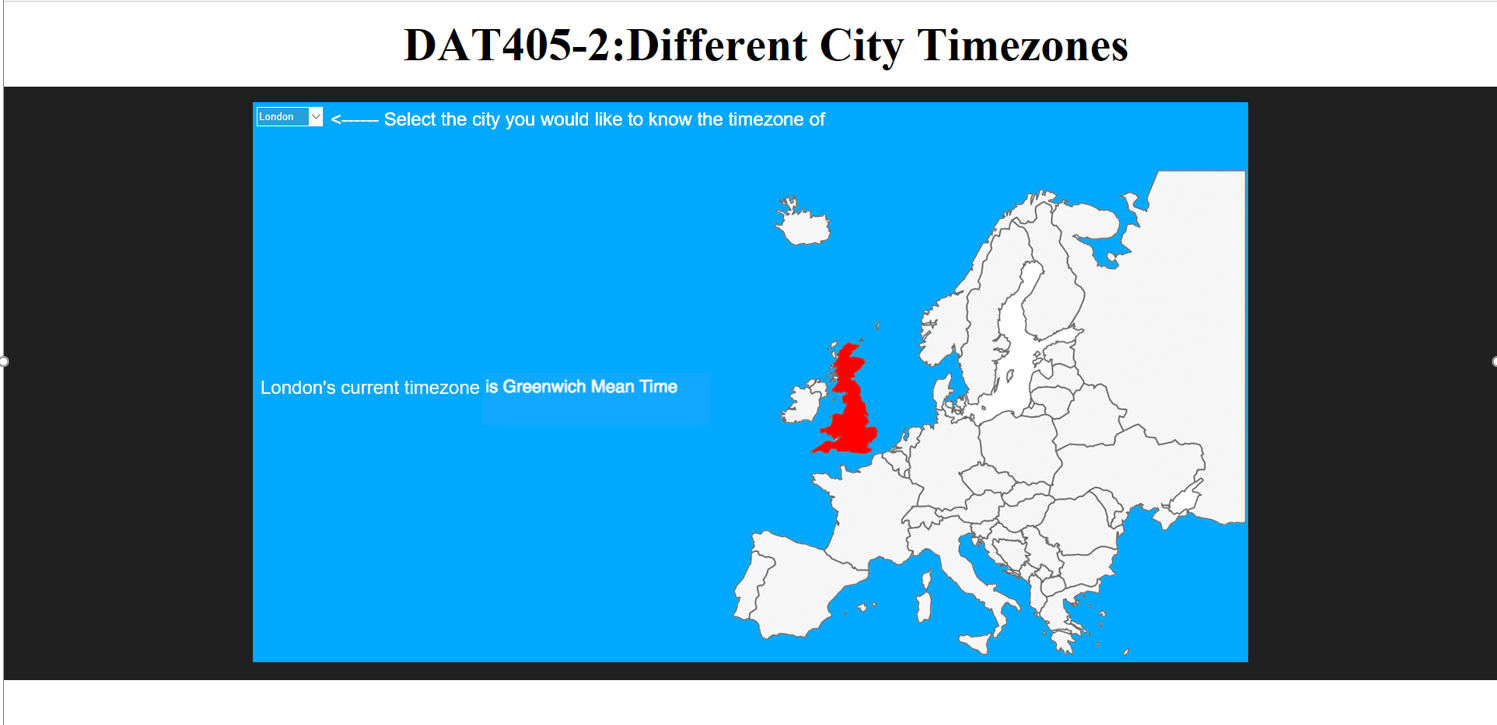 DAT405-2:Different City Timezones
London <------ Select the city you would like to know the timezone of
London's current timezone is Greenwich Mean Time